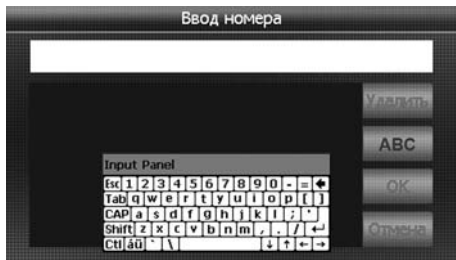 Ввод номера
Удалить
ABC
OK
Отмена
Input Panel
Esc 1 2 3 4 5 6 7 8 9 0 - =
Tab q w e r t y u i o p [ ]
CAP a s d f g h j k l ; '
Shift z x c v b n m , . /
Ctl áü ` \